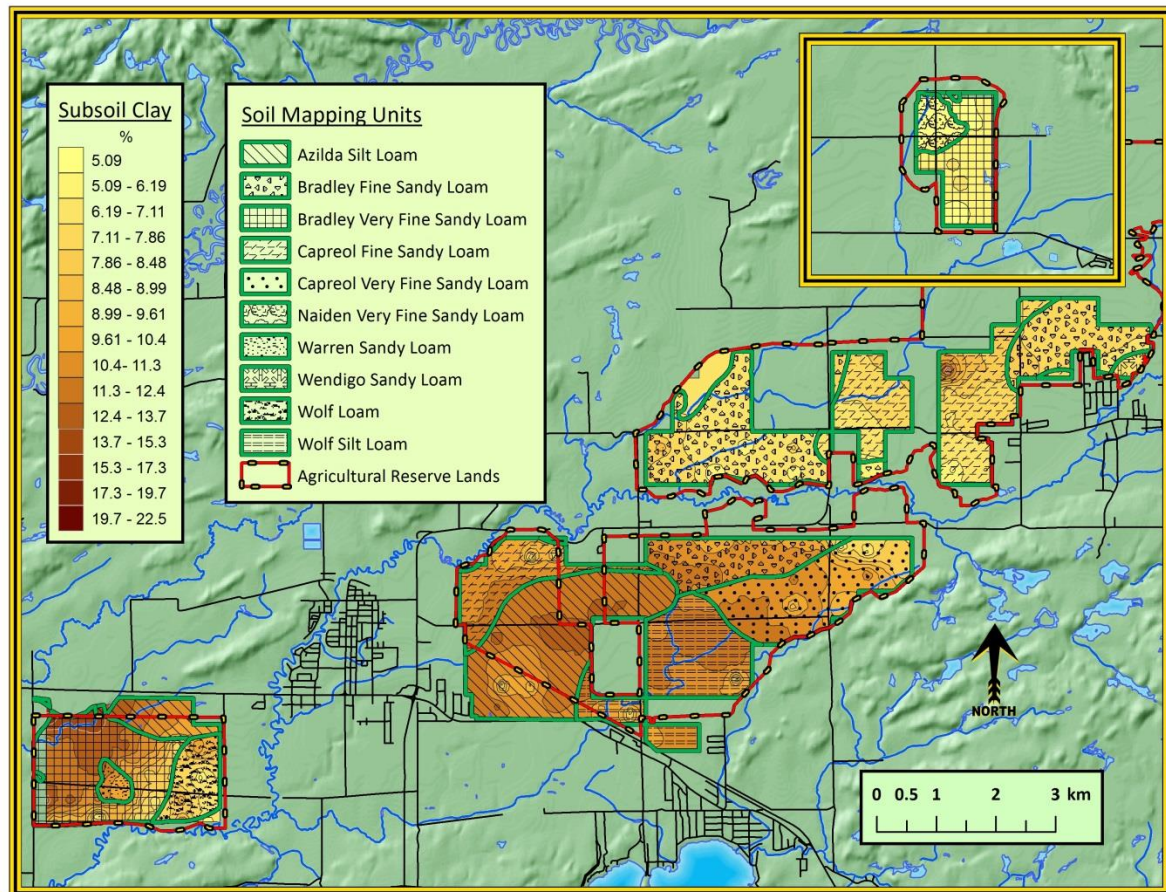 Subsoil Clay
%
5.09
5.09 - 6.19
6.19 - 7.11
7.11 - 7.86
7.86 - 8.48
8.48 - 8.99
8.99 - 9.61
9.61 - 10.4
10.4- 11.3
11.3 - 12.4
12.4 - 13.7
13.7 - 15.3
15.3 - 17.3
17.3 - 19.7
19.7 - 22.5
Soil Mapping Units
Azilda Silt Loam
Bradley Fine Sandy Loam
Bradley Very Fine Sandy Loam
Capreol Fine Sandy Loam
Capreol Very Fine Sandy Loam
Naiden Very Fine Sandy Loam
Warren Sandy Loam
Wendigo Sandy Loam
Wolf Loam
Wolf Silt Loam
Agricultural Reserve Lands
NORTH
0 0.5 1 2 3 km